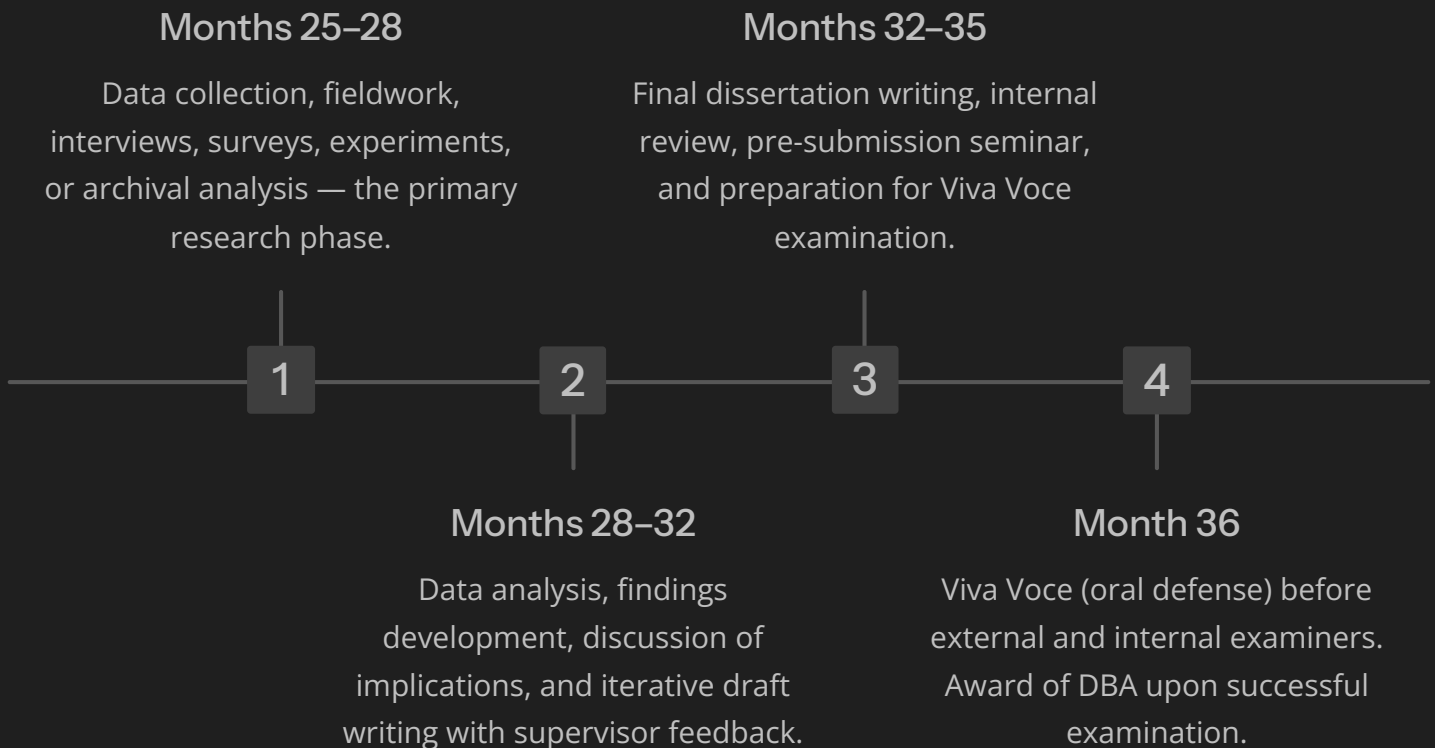 Months 25–28
Data collection, fieldwork,
interviews, surveys, experiments,
or archival analysis — the primary
research phase.
Months 32–35
Final dissertation writing, internal
review, pre-submission seminar,
and preparation for Viva Voce
examination.
1
2
3
4
Months 28–32
Data analysis, findings
development, discussion of
implications, and iterative draft
writing with supervisor feedback.
Month 36
Viva Voce (oral defense) before
external and internal examiners.
Award of DBA upon successful
examination.